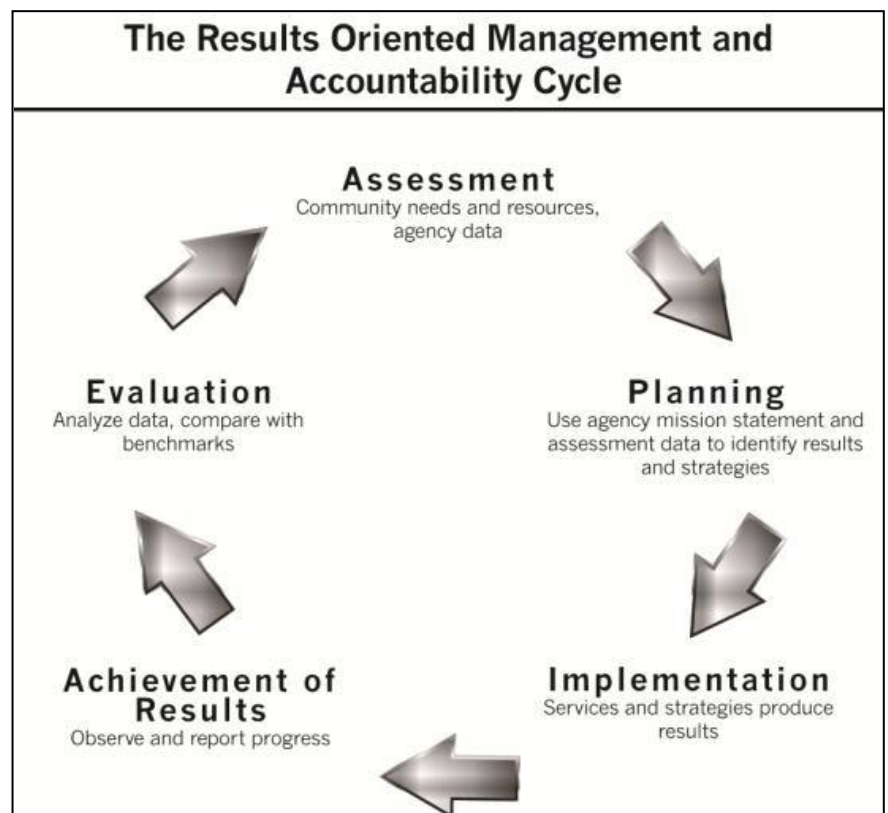 The Results Oriented Management and
Accountability Cycle
Assessment
Community needs and resources,
agency data
Evaluation
Analyze data, compare with
benchmarks
Planning
Use agency mission statement and
assessment data to identify results
and strategies
Achievement of
Results
Observe and report progress
Implementation
Services and strategies produce
results